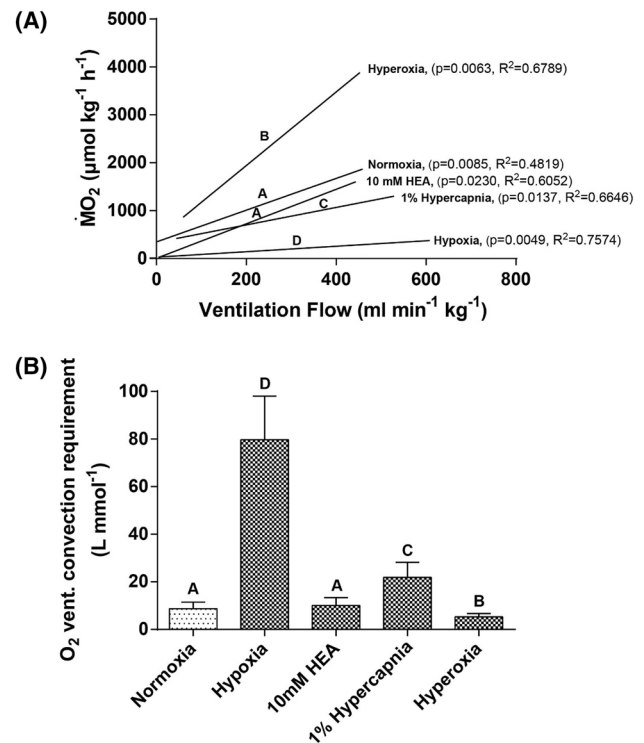 (A)
ṀO₂ (µmol kg⁻¹ h⁻¹)
5000
4000
3000
2000
1000
0
Hyperoxia, (p=0.0063, R²=0.6789)
B
Normoxia, (p=0.0085, R²=0.4819)
A
10 mM HEA, (p=0.0230, R²=0.6052)
A
1% Hypercapnia, (p=0.0137, R²=0.6646)
C
Hypoxia, (p=0.0049, R²=0.7574)
D
0 200 400 600 800
Ventilation Flow (ml min⁻¹ kg⁻¹)
(B)
O₂ vent. convection requirement
(L mmol⁻¹)
100
80
60
40
20
0
A
D
A
C
B
Normoxia
Hypoxia
10mM HEA
1% Hypercapnia
Hyperoxia